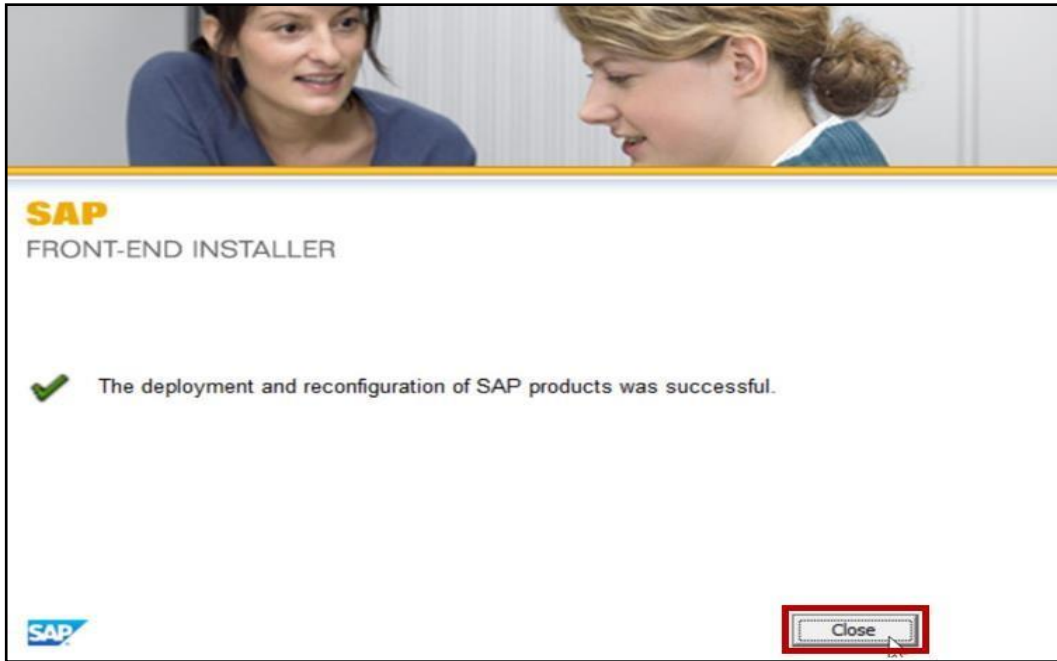 SAP
FRONT-END INSTALLER
The deployment and reconfiguration of SAP products was successful.
SAP
Close